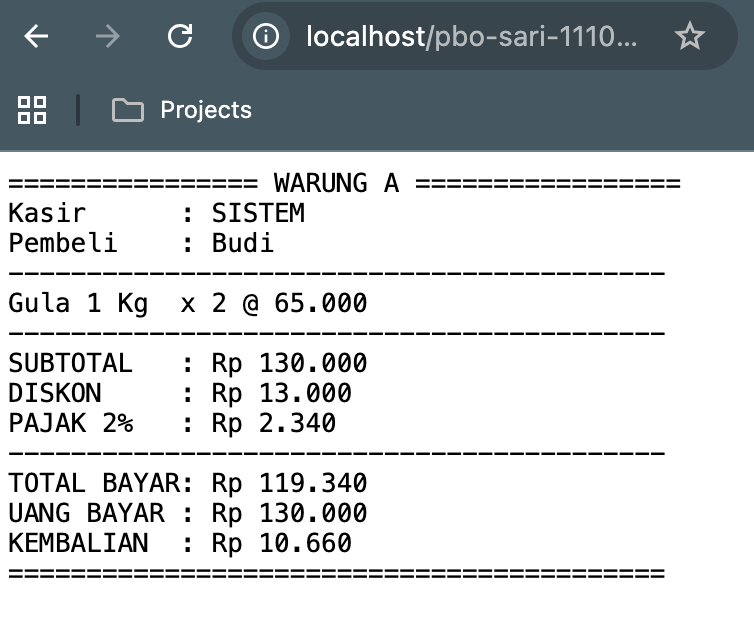 localhost/pbo-sari-1110...
Projects
================ WARUNG A =================
Kasir      : SISTEM
Pembeli    : Budi
------------------------------------------
Gula 1 Kg  x 2 @ 65.000
------------------------------------------
SUBTOTAL   : Rp 130.000
DISKON     : Rp 13.000
PAJAK 2%   : Rp 2.340
------------------------------------------
TOTAL BAYAR: Rp 119.340
UANG BAYAR : Rp 130.000
KEMBALIAN  : Rp 10.660
==========================================